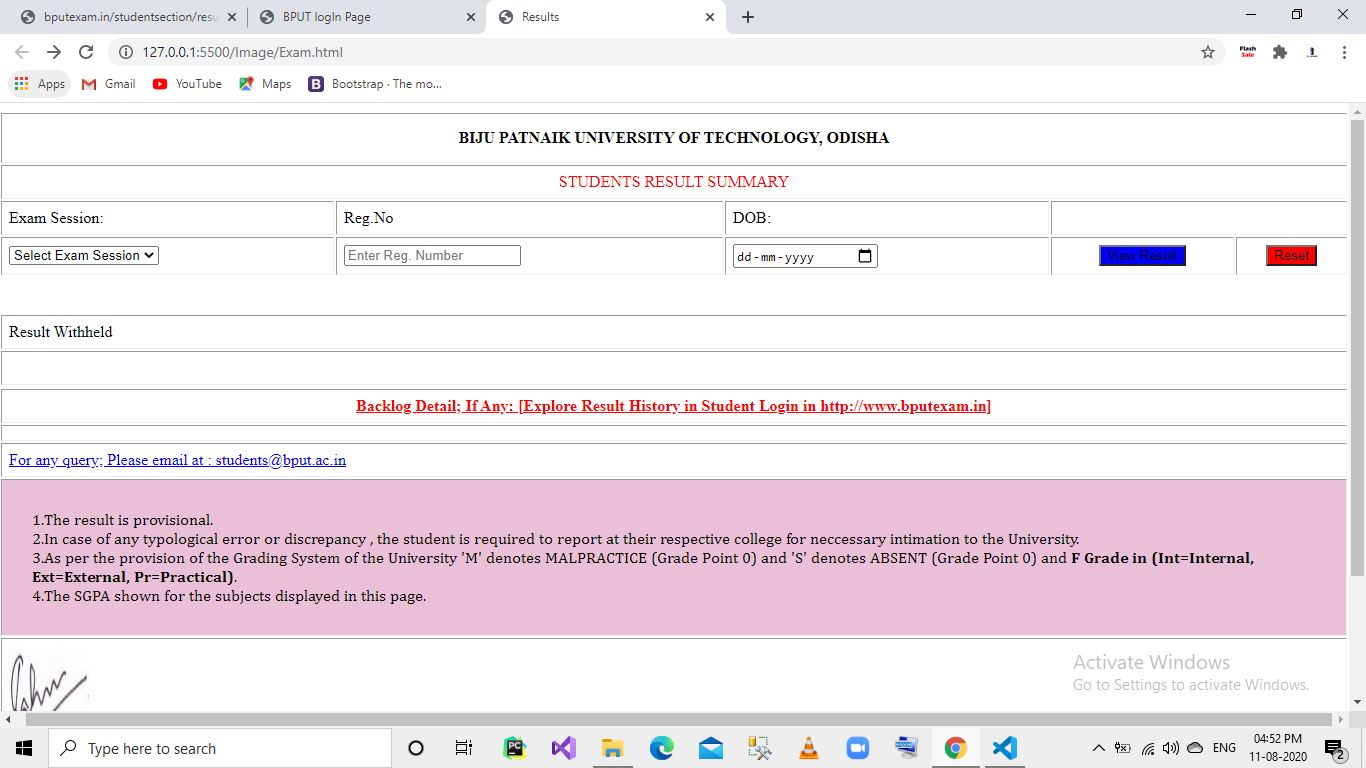 bputexam.in/studentsection/resu
BPUT logIn Page
Results
127.0.0.1:5500/Image/Exam.html
Flash
Sale
Apps
Gmail
YouTube
Maps
B
Bootstrap · The mo...
BIJU PATNAIK UNIVERSITY OF TECHNOLOGY, ODISHA
STUDENTS RESULT SUMMARY
Exam Session:
Reg.No
DOB:
Select Exam Session
Enter Reg. Number
dd-mm-yyyy
View Result
Reset
Result Withheld
Backlog Detail; If Any: [Explore Result History in Student Login in http://www.bputexam.in]
For any query; Please email at : students@bput.ac.in
1.The result is provisional.
2.In case of any typological error or discrepancy , the student is required to report at their respective college for neccessary intimation to the University.
3.As per the provision of the Grading System of the University 'M' denotes MALPRACTICE (Grade Point 0) and 'S' denotes ABSENT (Grade Point 0) and F Grade in (Int=Internal,
Ext=External, Pr=Practical).
4.The SGPA shown for the subjects displayed in this page.
Activate Windows
Go to Settings to activate Windows.
Type here to search
PC
ENG
04:52 PM
11-08-2020
2